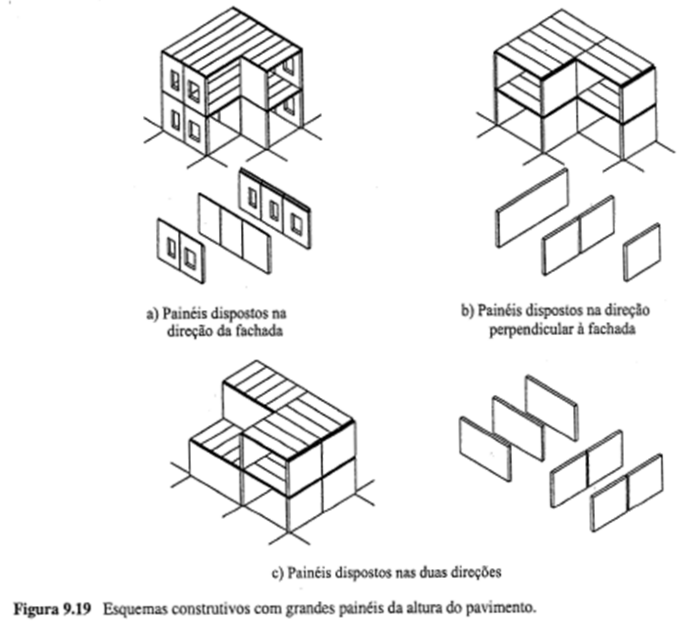 a) Painéis dispostos na
direção da fachada
b) Painéis dispostos na direção
perpendicular à fachada
c) Painéis dispostos nas duas direções
Figura 9.19 Esquemas construtivos com grandes painéis da altura do pavimento.